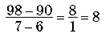 (98-90)/(7-6) = 8/1 = 8